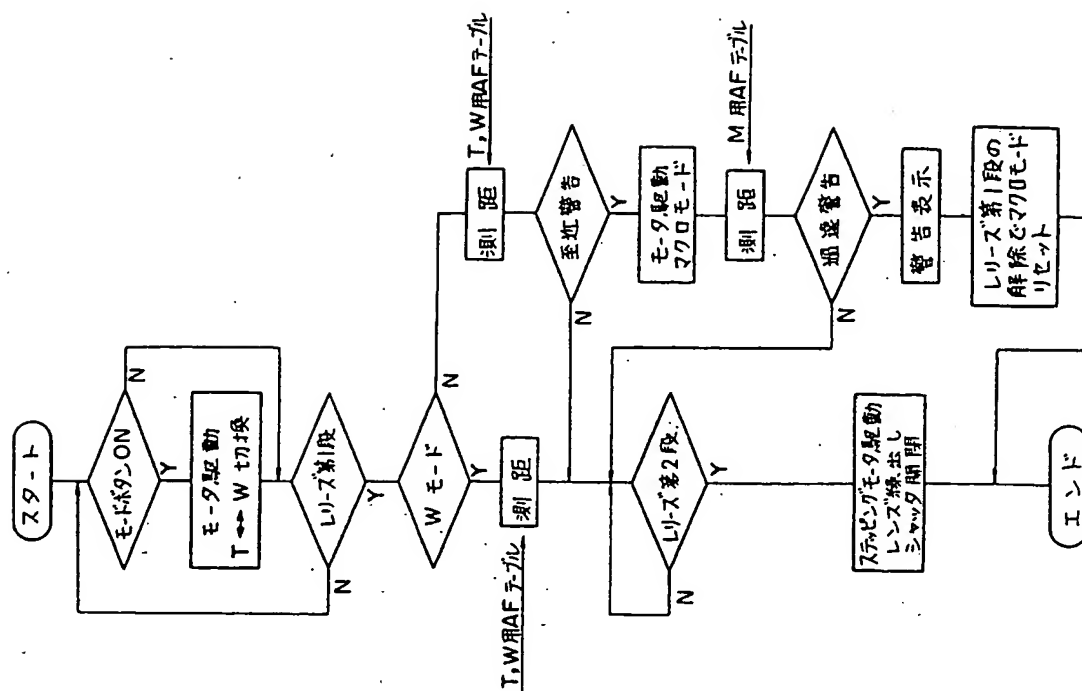 スタート
モードボタンON
Y
N
モータ駆動
T↔W切換
レリーズ第1段
Y
N
Wモード
N
Y
T,W用AFテーブル
測距
T,W用AFテーブル
測距
至近警告
N
Y
モータ駆動
マクロモード
M用AFテーブル
測距
過遠警告
N
Y
警告表示
レリーズ第1段の
解除でマクロモード
リセット
レリーズ第2段
N
Y
ステッピングモータ駆動
レンズ繰出し
シャッタ開閉
エンド